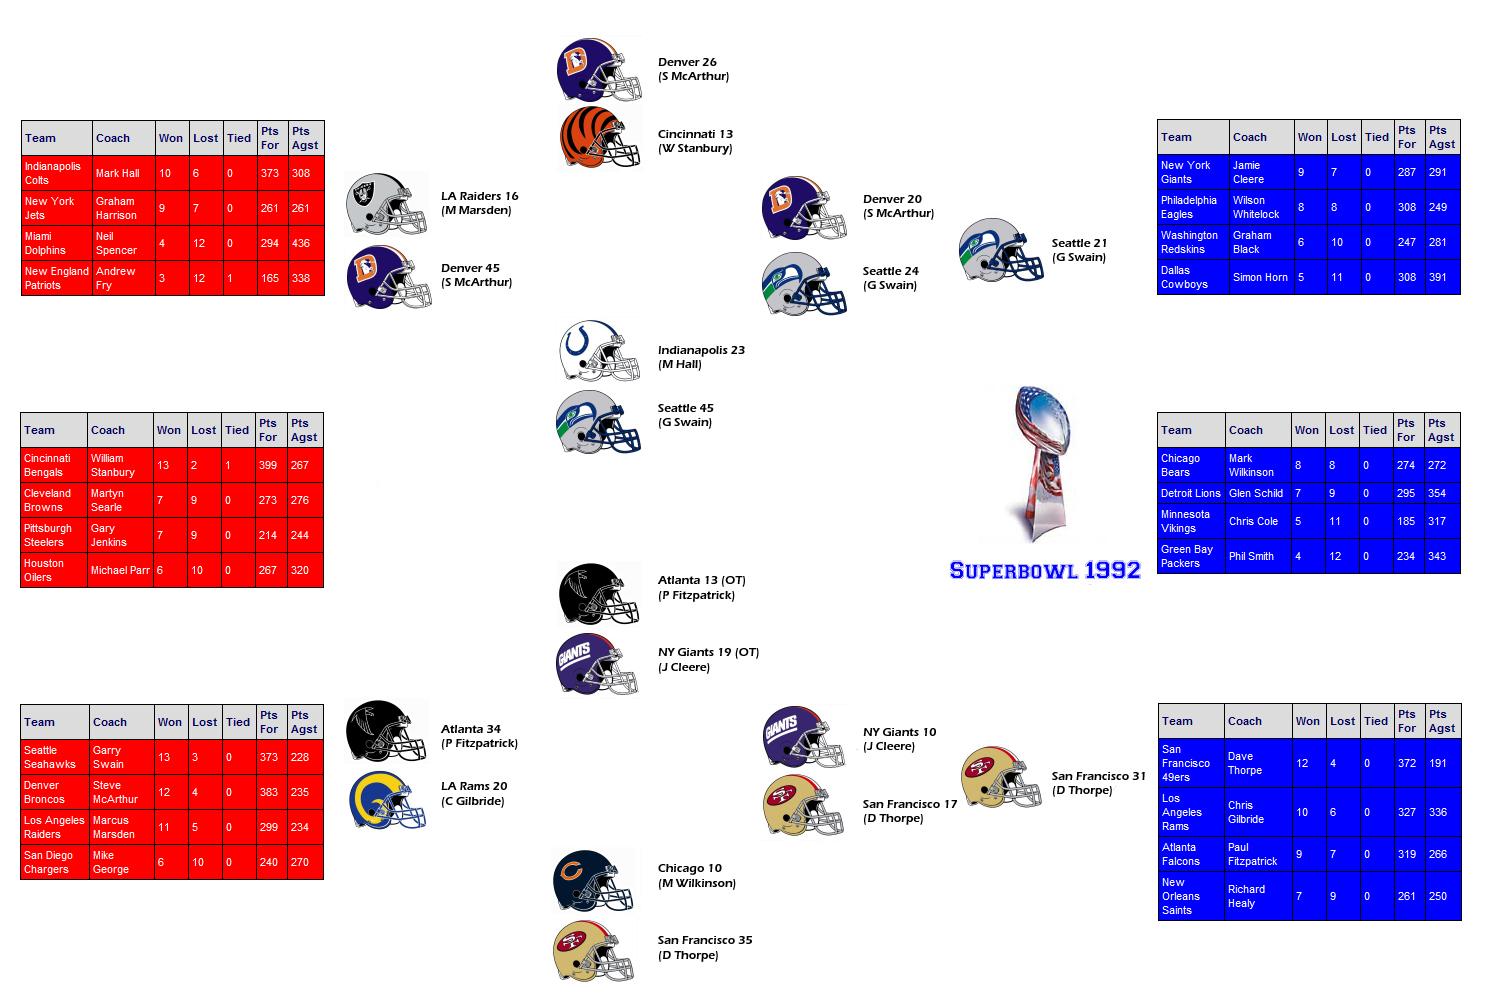 Denver 26
(S McArthur)
Cincinnati 13
(W Stanbury)
Team Coach Won Lost Tied Pts For Pts Agst
Indianapolis Colts Mark Hall 10 6 0 373 308
New York Jets Graham Harrison 9 7 0 261 261
Miami Dolphins Neil Spencer 4 12 0 294 436
New England Patriots Andrew Fry 3 12 1 165 338
LA Raiders 16
(M Marsden)
Denver 45
(S McArthur)
Denver 20
(S McArthur)
Seattle 24
(G Swain)
Seattle 21
(G Swain)
Team Coach Won Lost Tied Pts For Pts Agst
New York Giants Jamie Cleere 9 7 0 287 291
Philadelphia Eagles Wilson Whitelock 8 8 0 308 249
Washington Redskins Graham Black 6 10 0 247 281
Dallas Cowboys Simon Horn 5 11 0 308 391
Indianapolis 23
(M Hall)
Seattle 45
(G Swain)
Team Coach Won Lost Tied Pts For Pts Agst
Cincinnati Bengals William Stanbury 13 2 1 399 267
Cleveland Browns Martyn Searle 7 9 0 273 276
Pittsburgh Steelers Gary Jenkins 7 9 0 214 244
Houston Oilers Michael Parr 6 10 0 267 320
Superbowl 1992
Team Coach Won Lost Tied Pts For Pts Agst
Chicago Bears Mark Wilkinson 8 8 0 274 272
Detroit Lions Glen Schild 7 9 0 295 354
Minnesota Vikings Chris Cole 5 11 0 185 317
Green Bay Packers Phil Smith 4 12 0 234 343
Atlanta 13 (OT)
(P Fitzpatrick)
GIANTS
NY Giants 19 (OT)
(J Cleere)
Team Coach Won Lost Tied Pts For Pts Agst
Seattle Seahawks Garry Swain 13 3 0 373 228
Denver Broncos Steve McArthur 12 4 0 383 235
Los Angeles Raiders Marcus Marsden 11 5 0 299 234
San Diego Chargers Mike George 6 10 0 240 270
Atlanta 34
(P Fitzpatrick)
LA Rams 20
(C Gilbride)
GIANTS
NY Giants 10
(J Cleere)
San Francisco 17
(D Thorpe)
San Francisco 31
(D Thorpe)
Team Coach Won Lost Tied Pts For Pts Agst
San Francisco 49ers Dave Thorpe 12 4 0 372 191
Los Angeles Rams Chris Gilbride 10 6 0 327 336
Atlanta Falcons Paul Fitzpatrick 9 7 0 319 266
New Orleans Saints Richard Healy 7 9 0 261 250
Chicago 10
(M Wilkinson)
San Francisco 35
(D Thorpe)